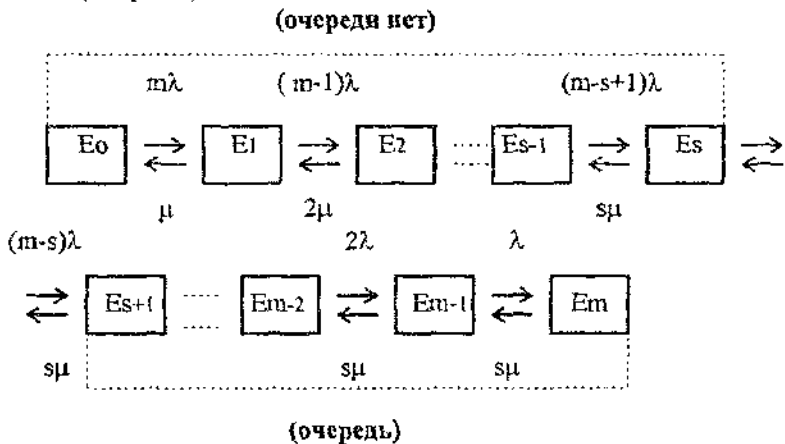 (очереди нет)
mλ (m-1)λ (m-s+1)λ
E0 E1 E2 Es-1 Es
μ 2μ sμ
(m-s)λ 2λ λ
Es+1 Em-2 Em-1 Em
sμ sμ sμ
(очередь)